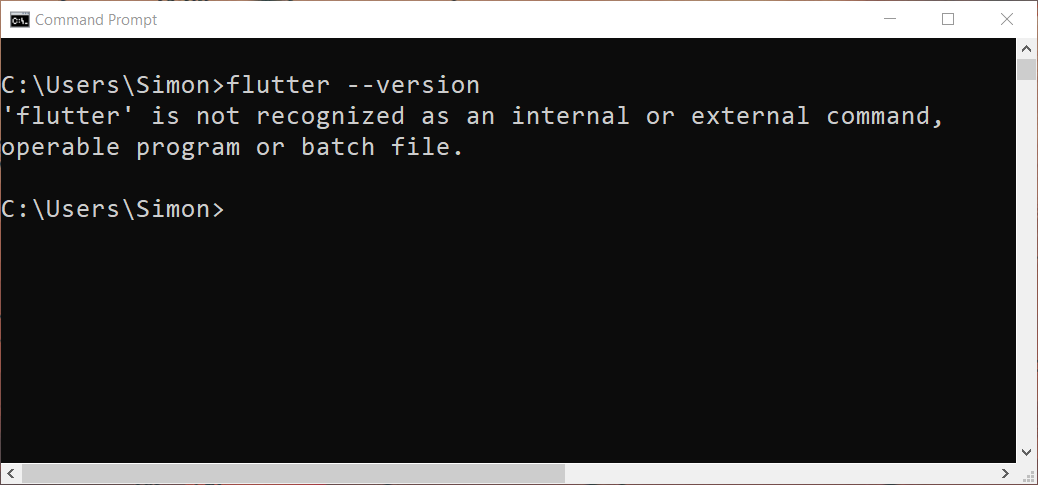 Command Prompt
C:\Users\Simon>flutter --version
'flutter' is not recognized as an internal or external command,
operable program or batch file.
C:\Users\Simon>